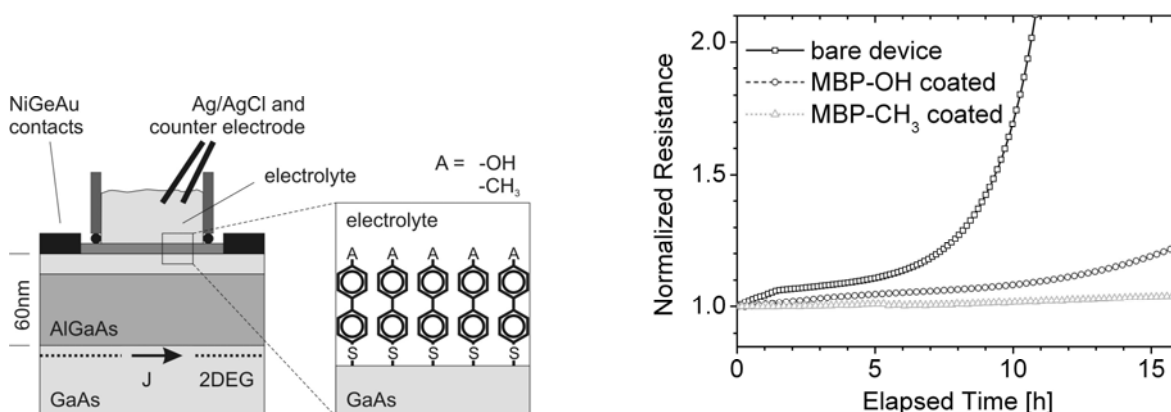 NiGeAu
contacts
Ag/AgCl and
counter electrode
electrolyte
A = -OH
-CH₃
electrolyte
A A A A A
S S S S S
GaAs
60nm
AlGaAs
J 2DEG
GaAs
Normalized Resistance
2.0
1.5
1.0
bare device
MBP-OH coated
MBP-CH₃ coated
0 5 10 15
Elapsed Time [h]